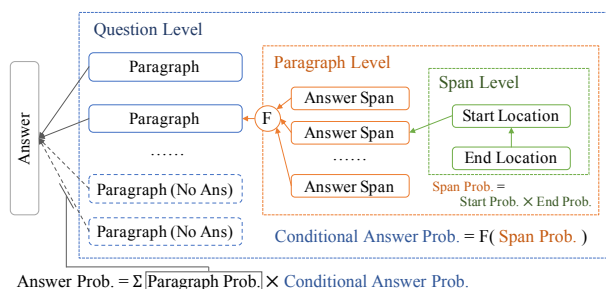 Question Level
Paragraph
Paragraph Level
Answer Span
Span Level
Answer
Paragraph
F
Answer Span
Start Location
......
......
End Location
Paragraph (No Ans)
Answer Span
Span Prob. =
Start Prob. × End Prob.
Paragraph (No Ans)
Conditional Answer Prob. = F( Span Prob. )
Answer Prob. = Σ Paragraph Prob. × Conditional Answer Prob.